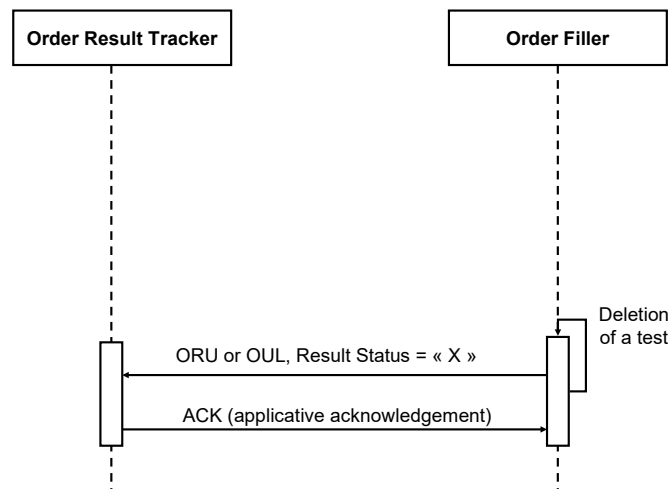 Order Result Tracker
Order Filler
Deletion
of a test
ORU or OUL, Result Status = « X »
ACK (applicative acknowledgement)